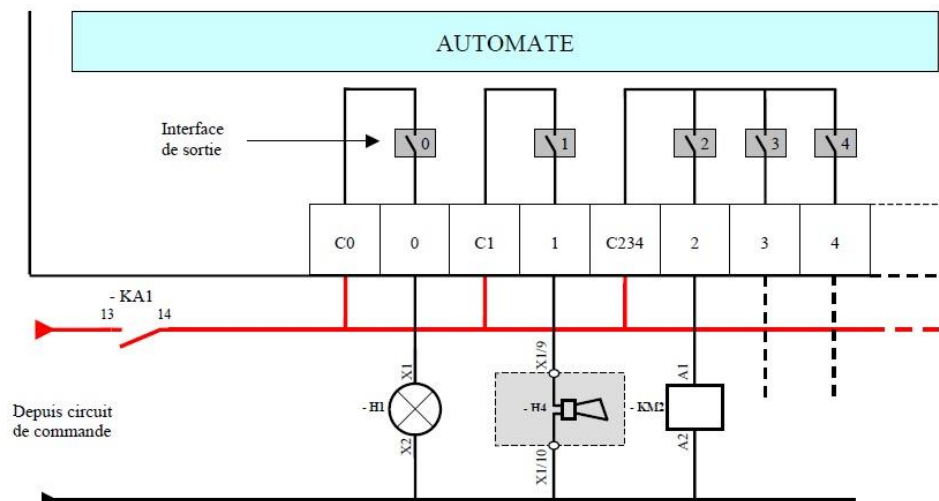 AUTOMATE
Interface
de sortie
0
1
2
3
4
C0
0
C1
1
C234
2
3
4
- KA1
13
14
X1
X1/9
A1
Depuis circuit
de commande
- H1
- H4
- KM2
X2
X1/10
A2